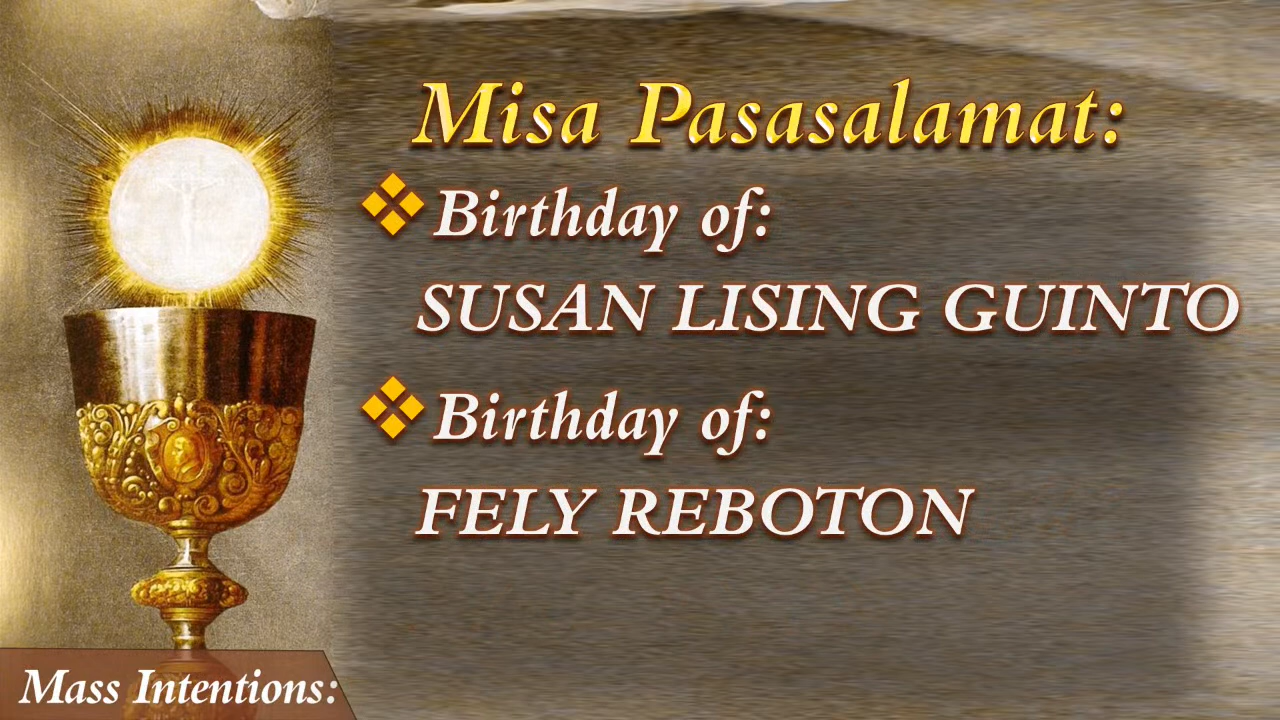 Misa Pasasalamat:
Birthday of:
SUSAN LISING GUINTO
Birthday of:
FELY REBOTON
Mass Intentions: